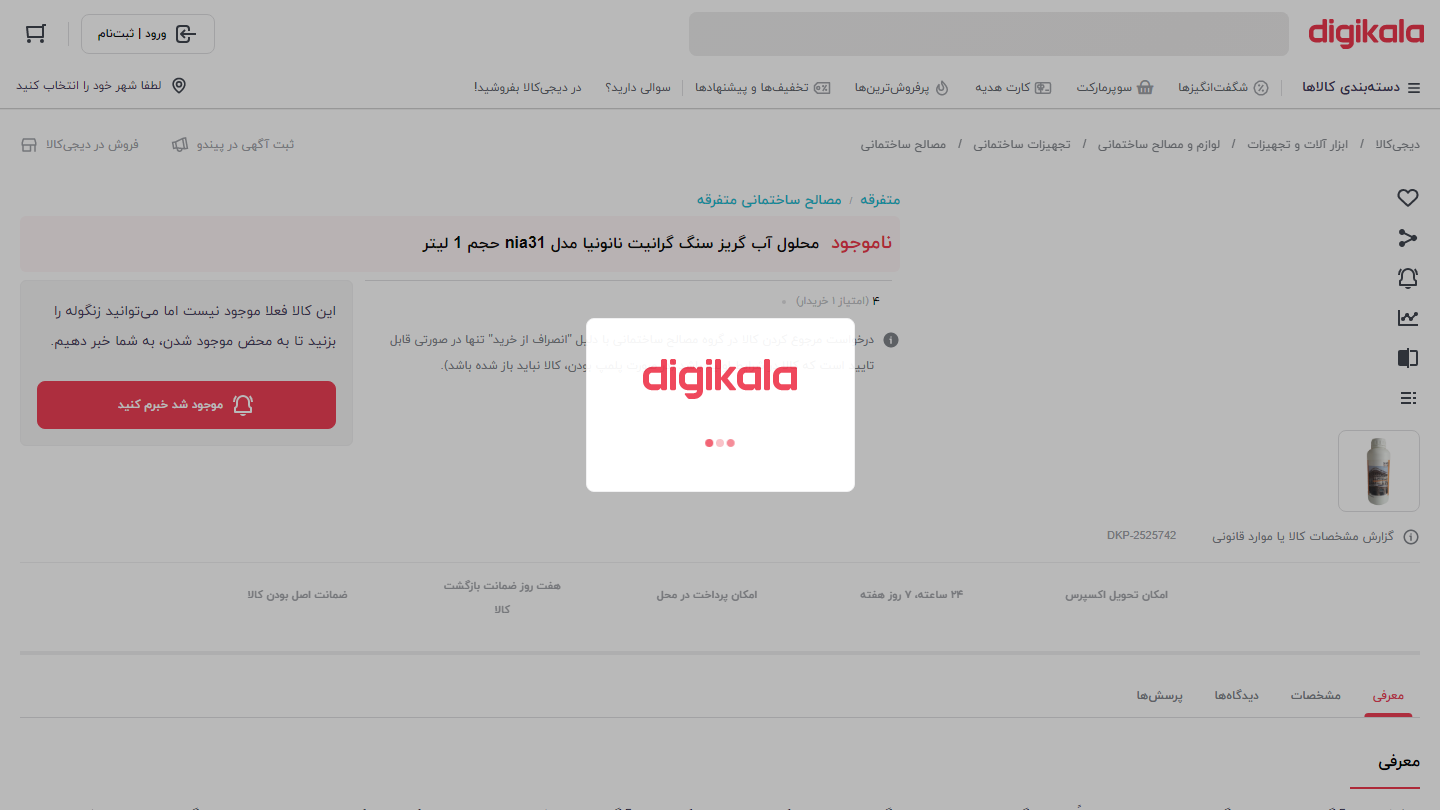 digikala
ورود | ثبت‌نام
دسته‌بندی کالاها
شگفت‌انگیزها
سوپرمارکت
کارت هدیه
پرفروش‌ترین‌ها
تخفیف‌ها و پیشنهادها
سوالی دارید؟
در دیجی‌کالا بفروشید!
لطفا شهر خود را انتخاب کنید
دیجی‌کالا / ابزار آلات و تجهیزات / لوازم و مصالح ساختمانی / تجهیزات ساختمانی / مصالح ساختمانی
ثبت آگهی در پیندو
فروش در دیجی‌کالا
متفرقه / مصالح ساختمانی متفرقه
ناموجود محلول آب گریز سنگ گرانیت نانونیا مدل nia31 حجم 1 لیتر
۴ (امتیاز ۱ خریدار)
درخواست مرجوع کردن کالا در گروه مصالح ساختمانی با دلیل "انصراف از خرید" تنها در صورتی قابل
تایید است که بودن، کالا نباید باز شده باشد).
این کالا فعلا موجود نیست اما می‌توانید زنگوله را
بزنید تا به محض موجود شدن، به شما خبر دهیم.
موجود شد خبرم کنید
digikala
گزارش مشخصات کالا یا موارد قانونی
DKP-2525742
امکان تحویل اکسپرس
۲۴ ساعته، ۷ روز هفته
امکان پرداخت در محل
هفت روز ضمانت بازگشت
کالا
ضمانت اصل بودن کالا
معرفی
مشخصات
دیدگاه‌ها
پرسش‌ها
معرفی